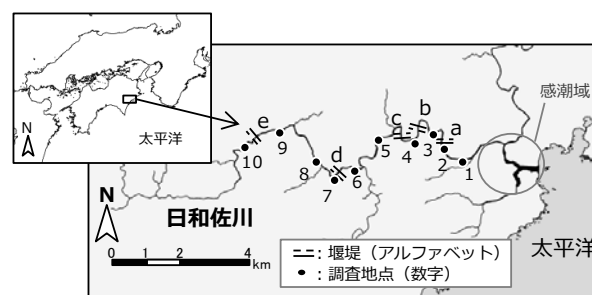 N
太平洋
感潮域
e
9
10
8
d
7
6
5
c
b
4
3
a
2
1
N
日和佐川
0 1 2 4
km
: 堰堤（アルファベット）
: 調査地点（数字）
太平洋